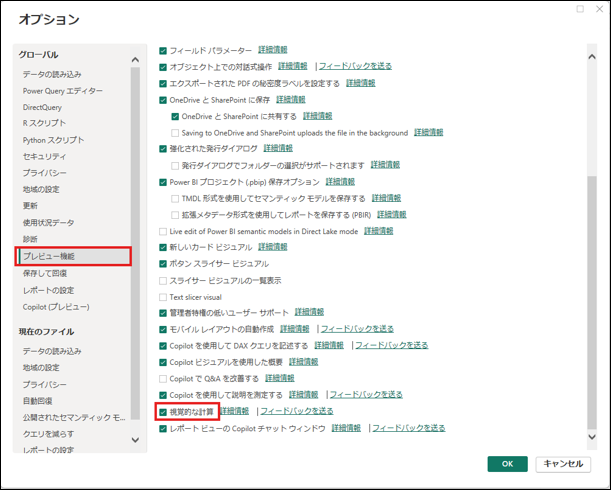 オプション
グローバル
データの読み込み
Power Query エディター
DirectQuery
R スクリプト
Python スクリプト
セキュリティ
プライバシー
地域の設定
更新
使用状況データ
診断
プレビュー機能
保存して回復
レポートの設定
Copilot (プレビュー)
現在のファイル
データの読み込み
地域の設定
プライバシー
自動回復
公開されたセマンティック モ...
クエリを減らす
レポートの設定
フィールド パラメーター 詳細情報
オブジェクト上での対話式操作 詳細情報 | フィードバックを送る
エクスポートされた PDF の秘密度ラベルを設定する 詳細情報
OneDrive と SharePoint に保存 詳細情報
OneDrive と SharePoint に共有する 詳細情報
Saving to OneDrive and SharePoint uploads the file in the background 詳細情報
強化された発行ダイアログ 詳細情報
発行ダイアログでフォルダーの選択がサポートされます 詳細情報
Power BI プロジェクト (.pbip) 保存オプション 詳細情報
TMDL 形式を使用してセマンティック モデルを保存する 詳細情報
拡張メタデータ形式を使用してレポートを保存する (PBIR) 詳細情報
Live edit of Power BI semantic models in Direct Lake mode 詳細情報
新しいカード ビジュアル 詳細情報
ボタン スライサー ビジュアル
スライサー ビジュアルの一覧表示
Text slicer visual
管理者特権の低いユーザー サポート 詳細情報
モバイル レイアウトの自動作成 詳細情報 | フィードバックを送る
Copilot を使用して DAX クエリを記述する 詳細情報 | フィードバックを送る
Copilot ビジュアルを使用した概要 詳細情報
Copilot で Q&A を改善する 詳細情報
Copilot を使用して説明を測定する 詳細情報 | フィードバックを送る
視覚的な計算 詳細情報 | フィードバックを送る
レポート ビューの Copilot チャット ウィンドウ 詳細情報 | フィードバックを送る
OK
キャンセル